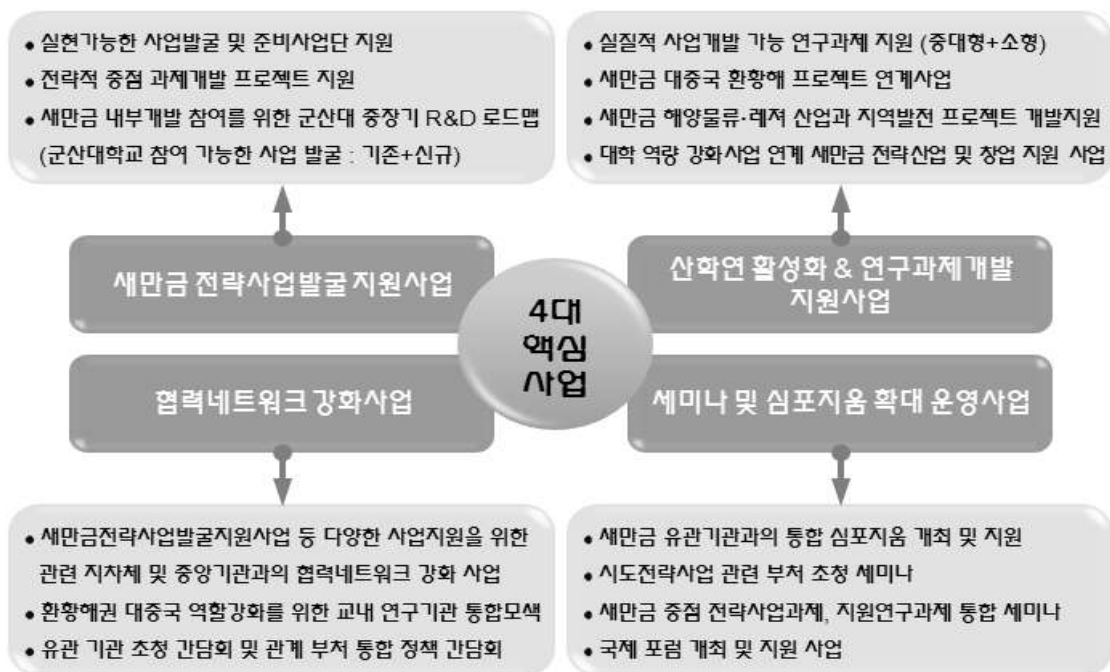 • 실현가능한 사업발굴 및 준비사업단 지원
• 전략적 중점 과제개발 프로젝트 지원
• 새만금 내부개발 참여를 위한 군산대 중장기 R&D 로드맵
(군산대학교 참여 가능한 사업 발굴 : 기존+신규)
• 실질적 사업개발 가능 연구과제 지원 (중대형+소형)
• 새만금 대중국 환황해 프로젝트 연계사업
• 새만금 해양물류·레져 산업과 지역발전 프로젝트 개발지원
• 대학 역량 강화사업 연계 새만금 전략산업 및 창업 지원 사업
새만금 전략사업발굴 지원사업
산학연 활성화 & 연구과제개발
지원사업
4대
핵심
사업
협력네트워크 강화사업
세미나 및 심포지움 확대 운영사업
• 새만금전략사업발굴지원사업 등 다양한 사업지원을 위한
관련 지차체 및 중앙기관과의 협력네트워크 강화 사업
• 환황해권 대중국 역할강화를 위한 교내 연구기관 통합모색
• 유관 기관 초청 간담회 및 관계 부처 통합 정책 간담회
• 새만금 유관기관과의 통합 심포지움 개최 및 지원
• 시도전략사업 관련 부처 초청 세미나
• 새만금 중점 전략사업과제, 지원연구과제 통합 세미나
• 국제 포럼 개최 및 지원 사업